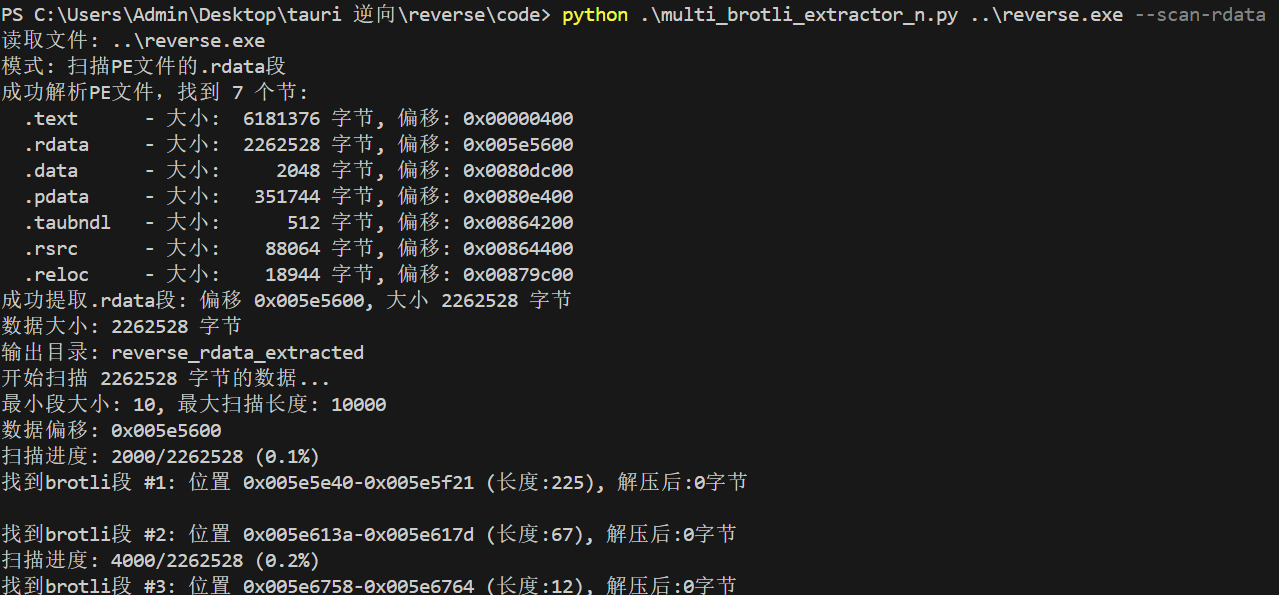 PS C:\Users\Admin\Desktop\tauri 逆向\reverse\code> python .\multi_brotli_extractor_n.py ..\reverse.exe --scan-rdata
读取文件: ..\reverse.exe
模式: 扫描PE文件的.rdata段
成功解析PE文件，找到 7 个节:
  .text      - 大小:  6181376 字节, 偏移: 0x00000400
  .rdata     - 大小:  2262528 字节, 偏移: 0x005e5600
  .data      - 大小:     2048 字节, 偏移: 0x0080dc00
  .pdata     - 大小:   351744 字节, 偏移: 0x0080e400
  .taubndl   - 大小:      512 字节, 偏移: 0x00864200
  .rsrc      - 大小:    88064 字节, 偏移: 0x00864400
  .reloc     - 大小:    18944 字节, 偏移: 0x00879c00
成功提取.rdata段: 偏移 0x005e5600, 大小 2262528 字节
数据大小: 2262528 字节
输出目录: reverse_rdata_extracted
开始扫描 2262528 字节的数据...
最小段大小: 10, 最大扫描长度: 10000
数据偏移: 0x005e5600
扫描进度: 2000/2262528 (0.1%)
找到brotli段 #1: 位置 0x005e5e40-0x005e5f21 (长度:225), 解压后:0字节
找到brotli段 #2: 位置 0x005e613a-0x005e617d (长度:67), 解压后:0字节
扫描进度: 4000/2262528 (0.2%)
找到brotli段 #3: 位置 0x005e6758-0x005e6764 (长度:12), 解压后:0字节